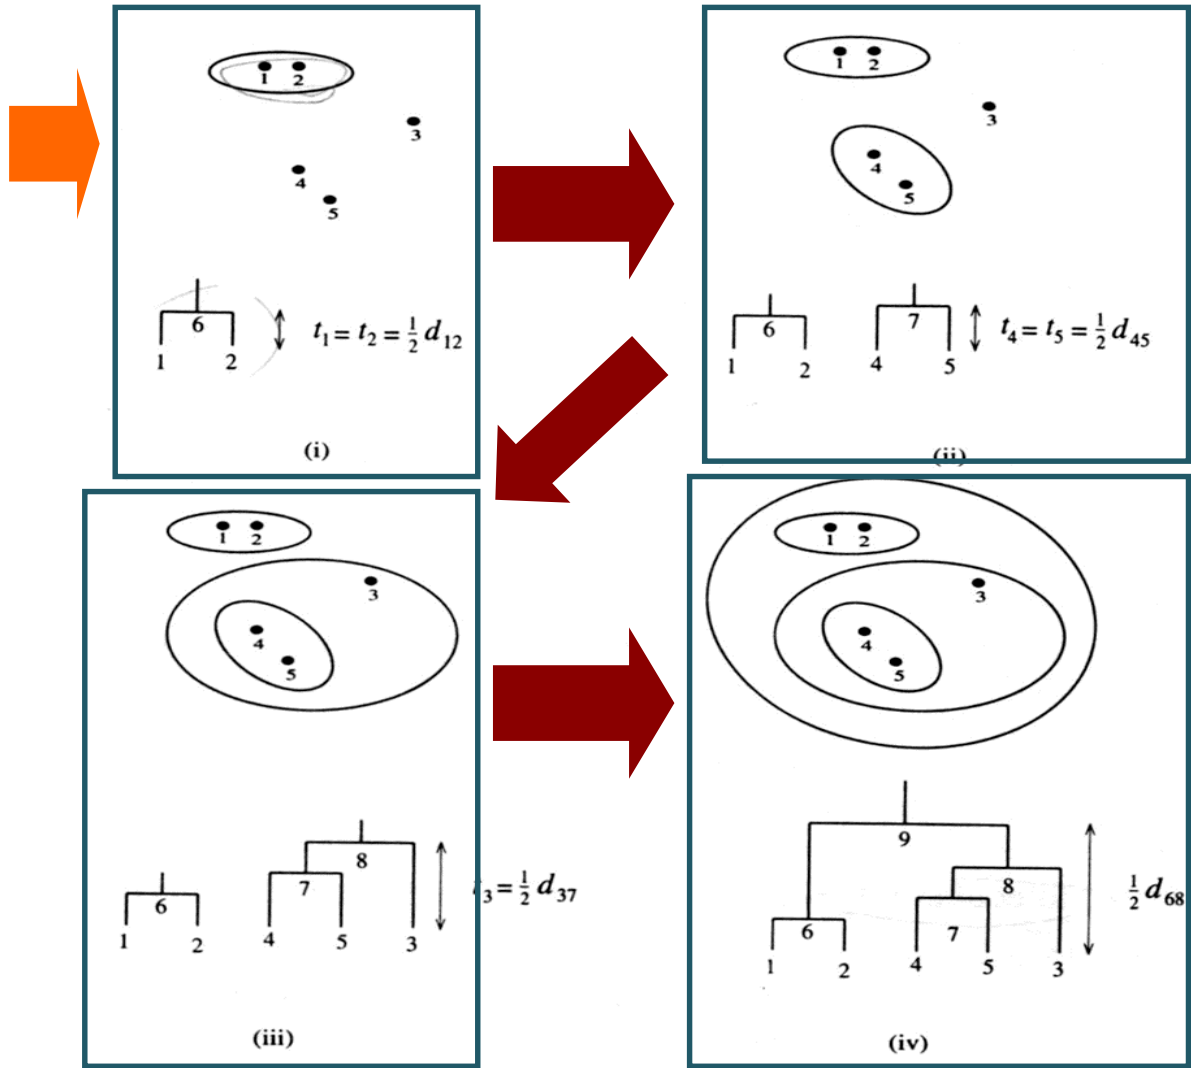 1 2
3
4
5
6
1 2
t₁ = t₂ = ½ d₁₂
(i)
1 2
3
4
5
6
1 2
7
4 5
t₄ = t₅ = ½ d₄₅
(ii)
1 2
3
4
5
8
7
6
1 2 4 5 3
t₃ = ½ d₃₇
(iii)
1 2
3
4
5
9
8
6 7
1 2 4 5 3
½ d₆₈
(iv)